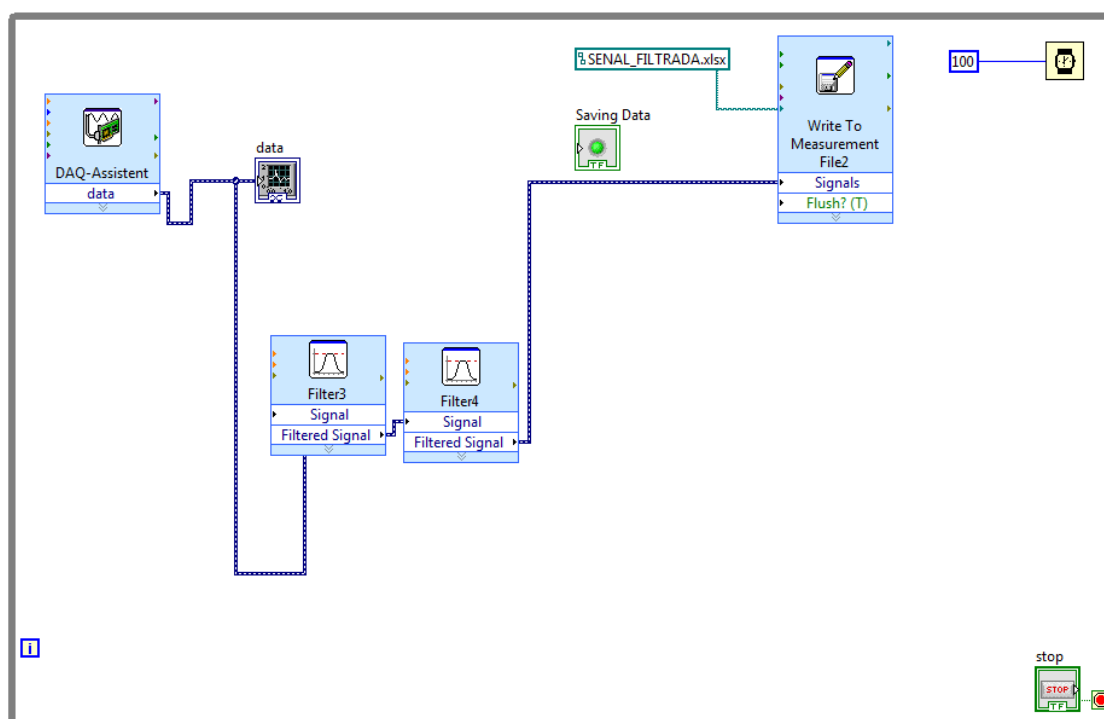 SENAL_FILTRADA.xlsx
100
Saving Data
TF
Write To
Measurement
File2
Signals
Flush? (T)
DAQ-Assistent
data
data
Filter3
Signal
Filtered Signal
Filter4
Signal
Filtered Signal
i
stop
STOP
TF